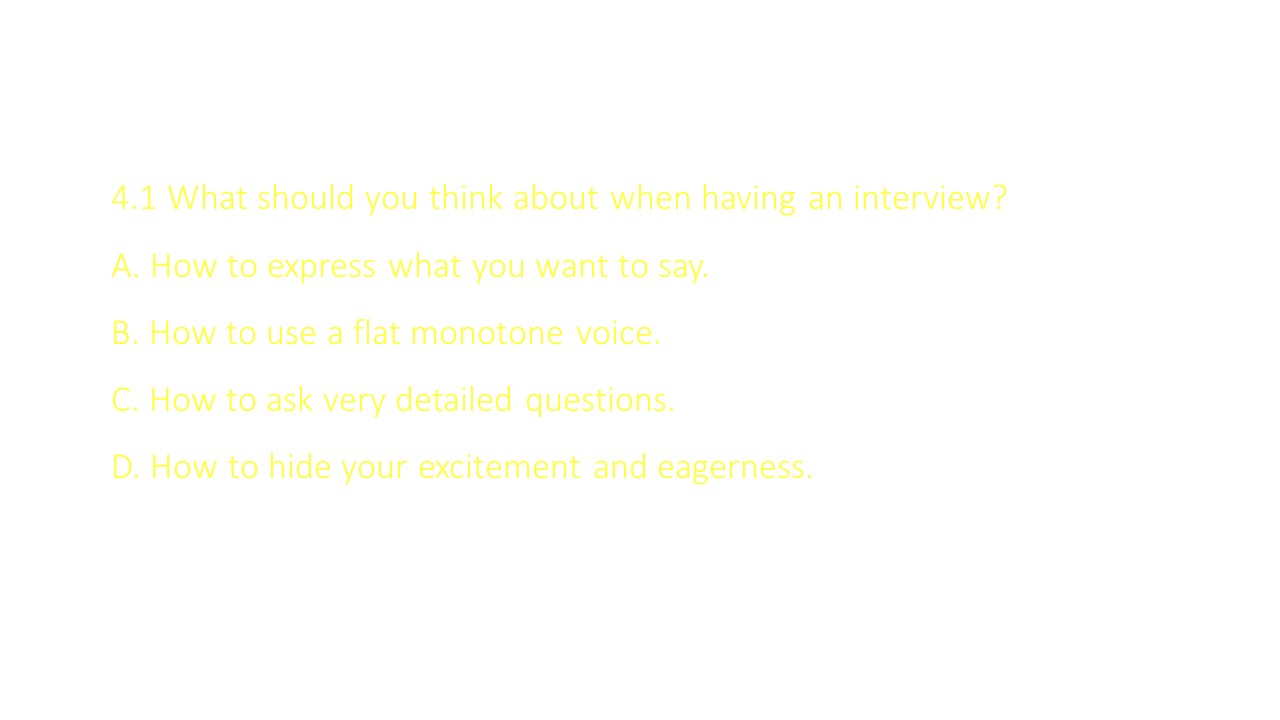 4.1 What should you think about when having an interview?
A. How to express what you want to say.
B. How to use a flat monotone voice.
C. How to ask very detailed questions.
D. How to hide your excitement and eagerness.